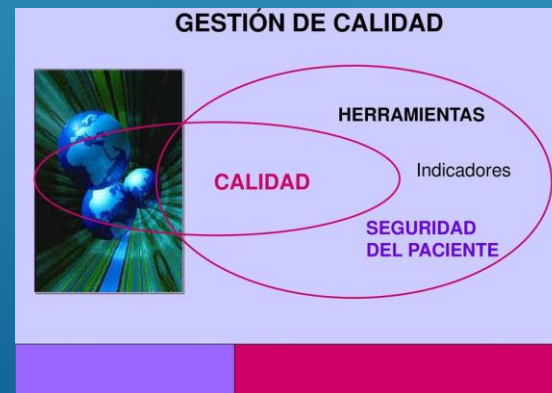 GESTIÓN DE CALIDAD
HERRAMIENTAS
Indicadores
CALIDAD
SEGURIDAD
DEL PACIENTE